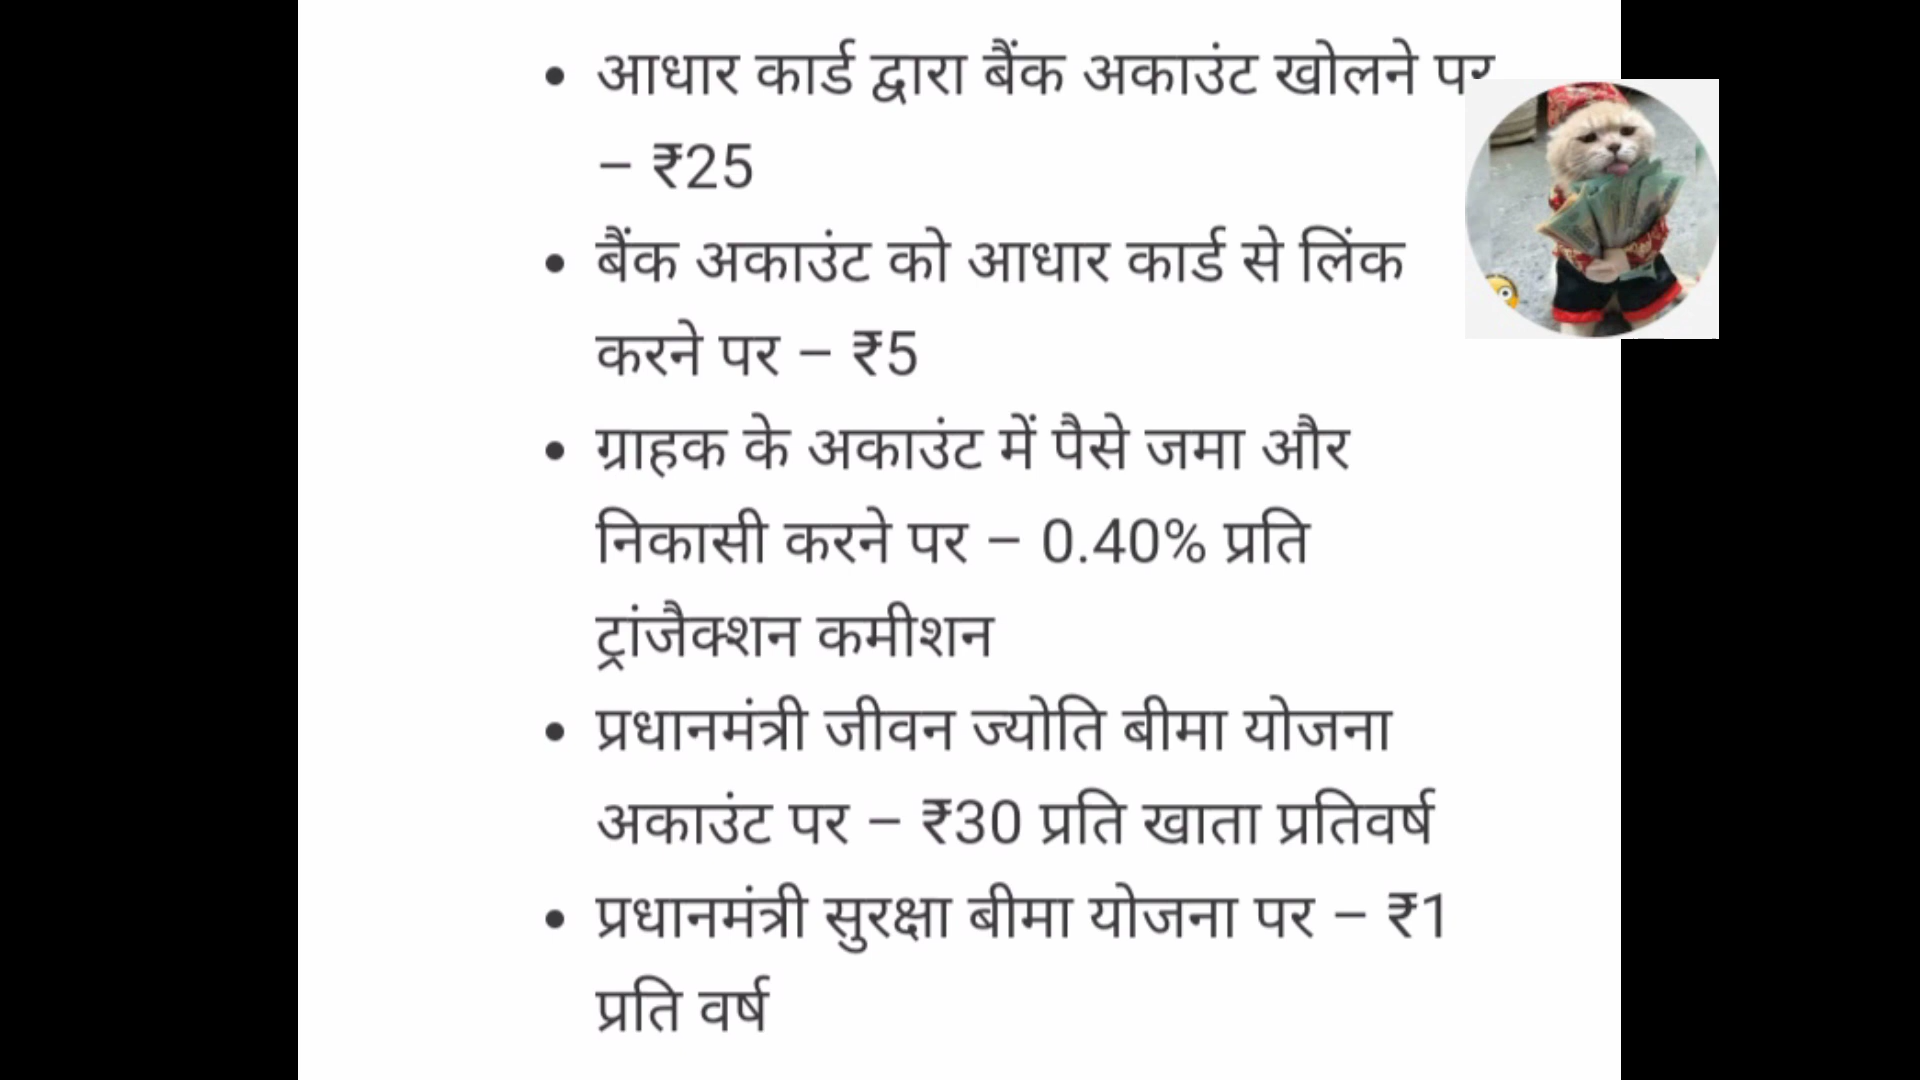 • आधार कार्ड द्वारा बैंक अकाउंट खोलने पर
– ₹25
• बैंक अकाउंट को आधार कार्ड से लिंक
करने पर – ₹5
• ग्राहक के अकाउंट में पैसे जमा और
निकासी करने पर – 0.40% प्रति
ट्रांजैक्शन कमीशन
• प्रधानमंत्री जीवन ज्योति बीमा योजना
अकाउंट पर – ₹30 प्रति खाता प्रतिवर्ष
• प्रधानमंत्री सुरक्षा बीमा योजना पर – ₹1
प्रति वर्ष